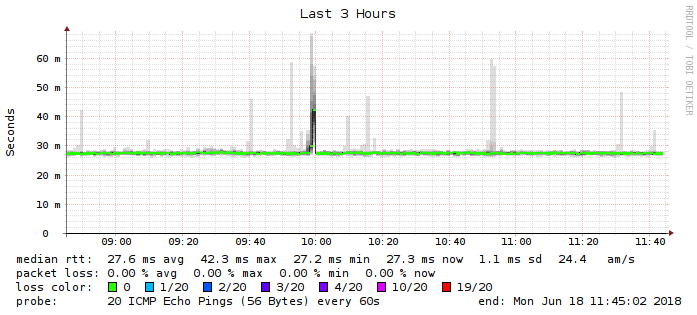 Last 3 Hours
RRDTOOL / TOBI OETIKER
Seconds
60 m
50 m
40 m
30 m
20 m
10 m
0
09:00 09:20 09:40 10:00 10:20 10:40 11:00 11:20 11:40
median rtt: 27.6 ms avg 42.3 ms max 27.2 ms min 27.3 ms now 1.1 ms sd 24.4 am/s
packet loss: 0.00 % avg 0.00 % max 0.00 % min 0.00 % now
loss color: 0 1/20 2/20 3/20 4/20 10/20 19/20
probe: 20 ICMP Echo Pings (56 Bytes) every 60s end: Mon Jun 18 11:45:02 2018